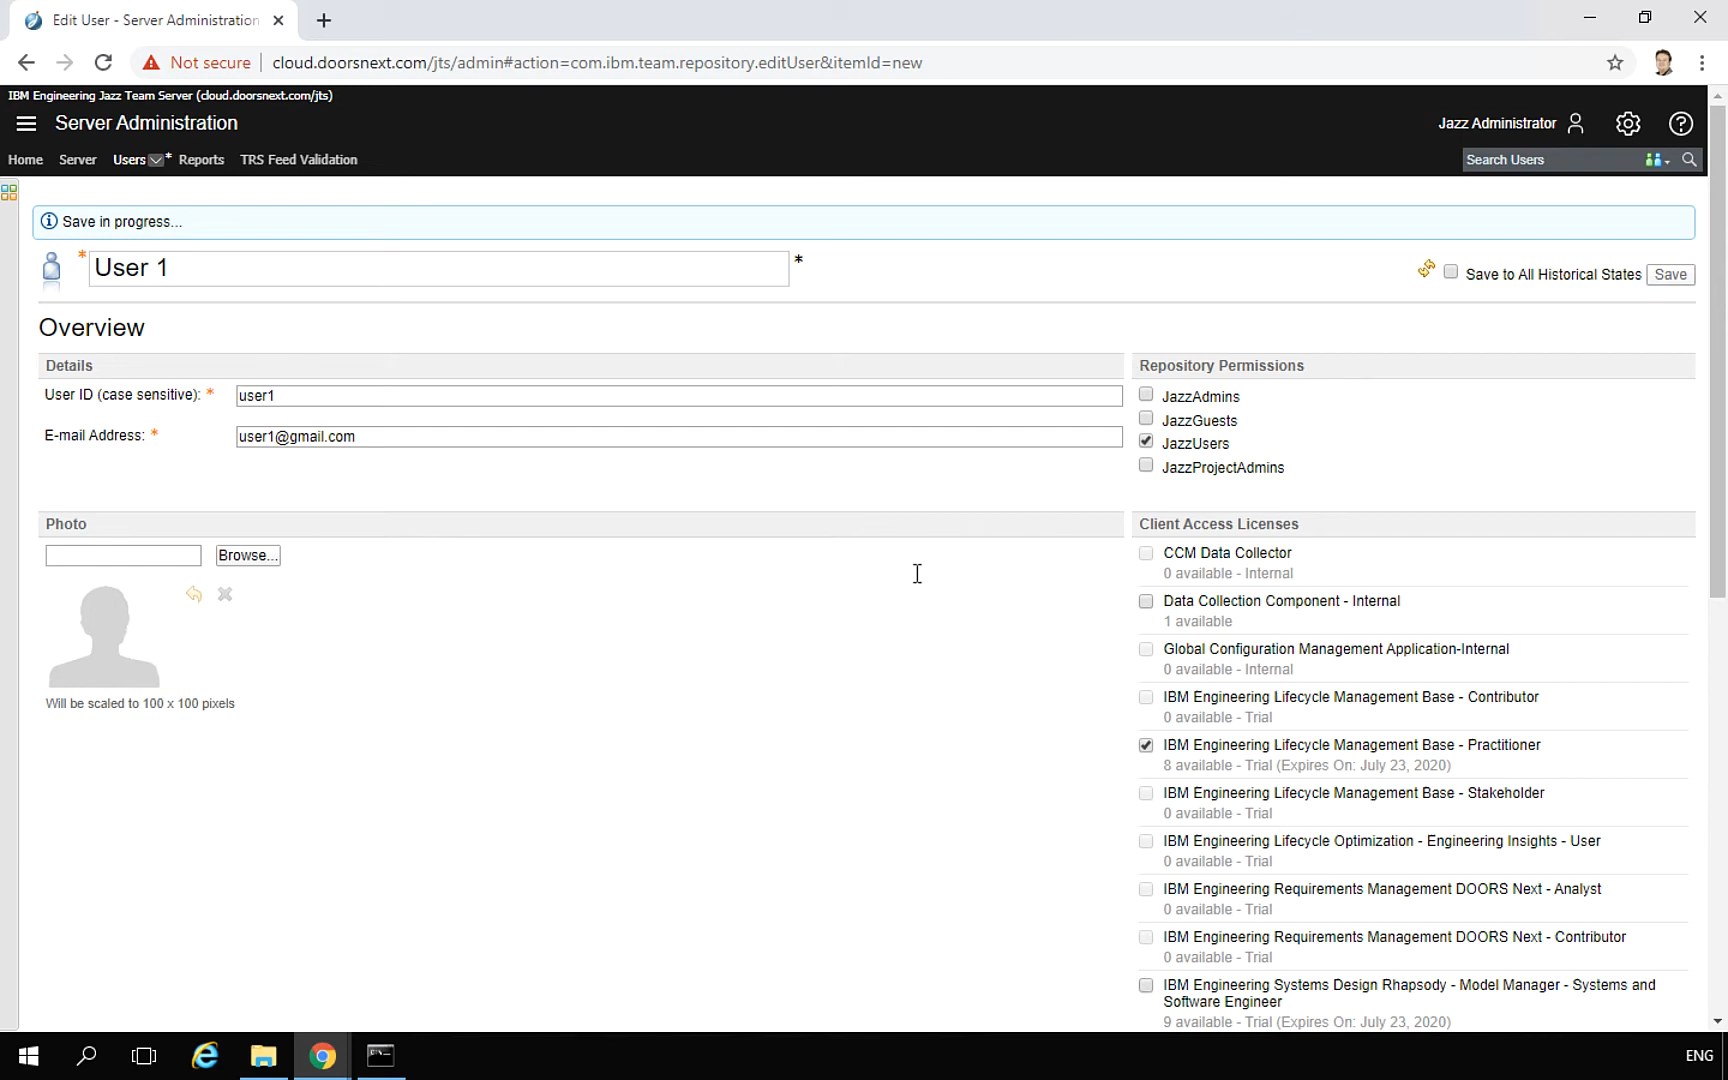 Edit User - Server Administration
Not secure
cloud.doorsnext.com/jts/admin#action=com.ibm.team.repository.editUser&itemId=new
IBM Engineering Jazz Team Server (cloud.doorsnext.com/jts)
Server Administration
Jazz Administrator
Home Server Users * Reports TRS Feed Validation
Search Users
Save in progress...
* User 1 *
Save to All Historical States Save
Overview
Details
User ID (case sensitive): * user1
E-mail Address: * user1@gmail.com
Repository Permissions
JazzAdmins
JazzGuests
JazzUsers
JazzProjectAdmins
Photo
Browse...
Will be scaled to 100 x 100 pixels
Client Access Licenses
CCM Data Collector
0 available - Internal
Data Collection Component - Internal
1 available
Global Configuration Management Application-Internal
0 available - Internal
IBM Engineering Lifecycle Management Base - Contributor
0 available - Trial
IBM Engineering Lifecycle Management Base - Practitioner
8 available - Trial (Expires On: July 23, 2020)
IBM Engineering Lifecycle Management Base - Stakeholder
0 available - Trial
IBM Engineering Lifecycle Optimization - Engineering Insights - User
0 available - Trial
IBM Engineering Requirements Management DOORS Next - Analyst
0 available - Trial
IBM Engineering Requirements Management DOORS Next - Contributor
0 available - Trial
IBM Engineering Systems Design Rhapsody - Model Manager - Systems and
Software Engineer
9 available - Trial (Expires On: July 23, 2020)
ENG